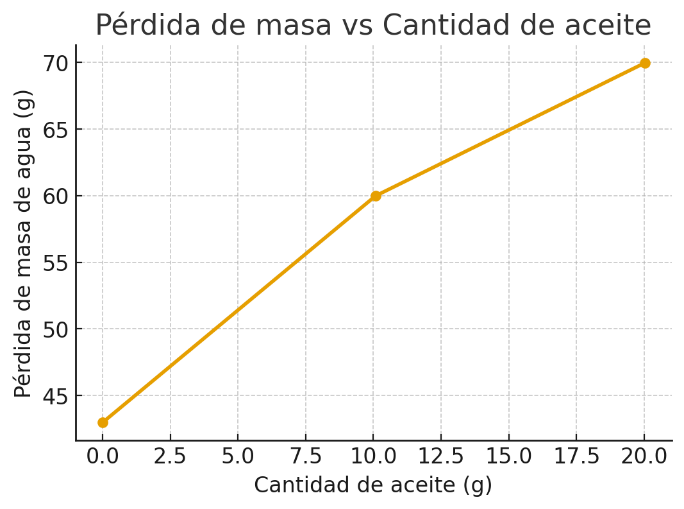 Pérdida de masa vs Cantidad de aceite
Pérdida de masa de agua (g)
70
65
60
55
50
45
0.0 2.5 5.0 7.5 10.0 12.5 15.0 17.5 20.0
Cantidad de aceite (g)